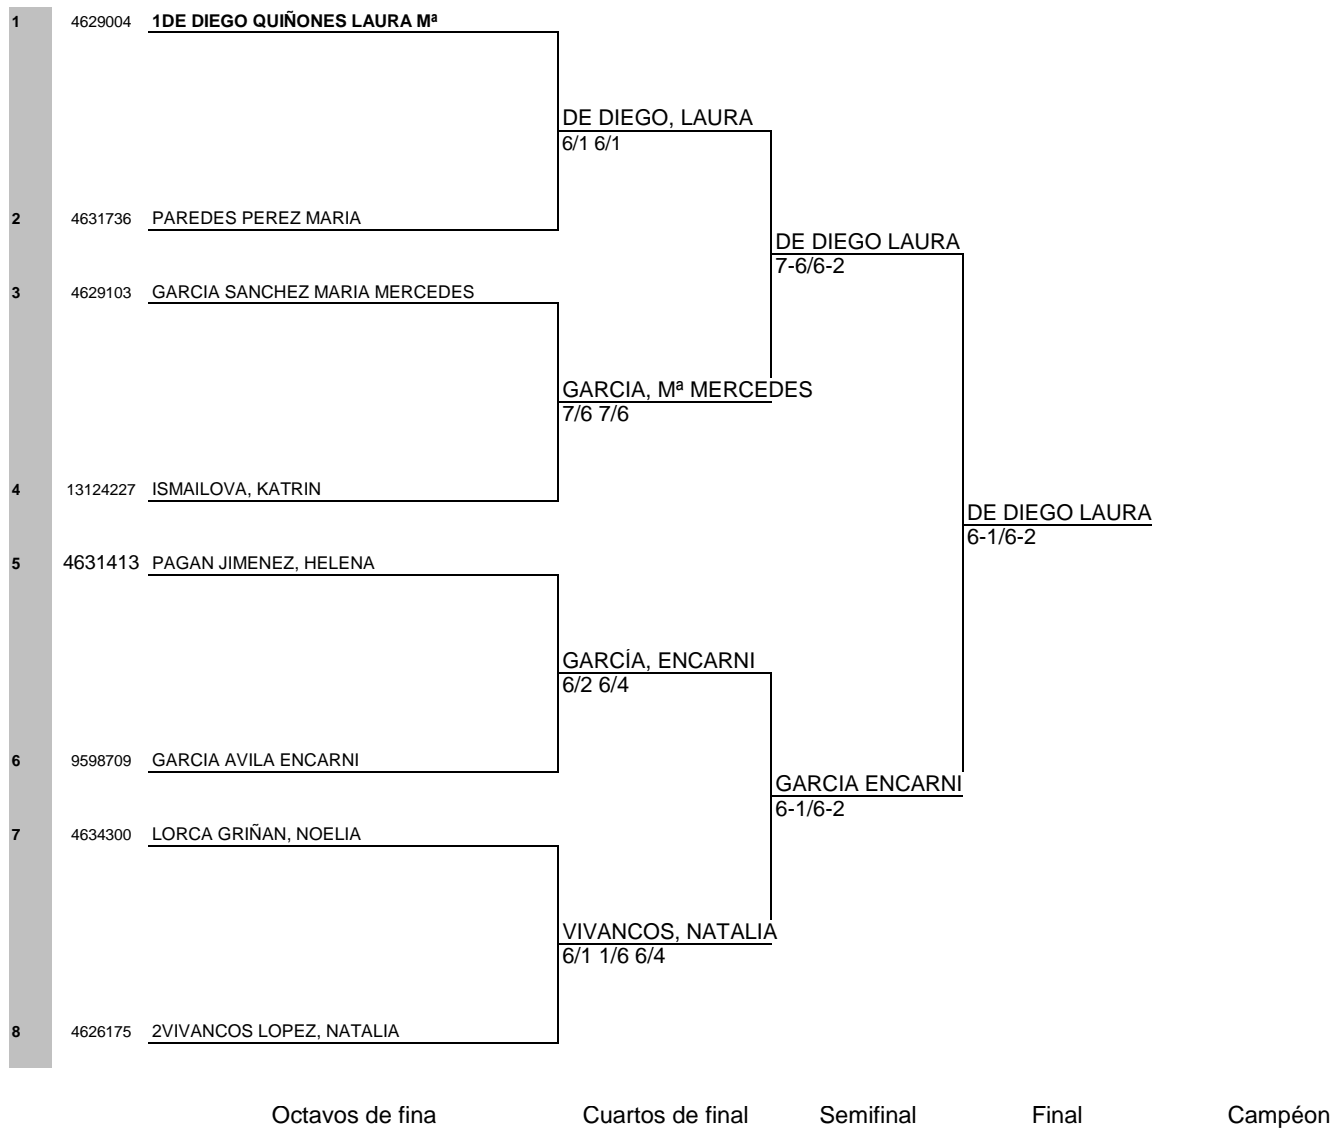 1 4629004 1DE DIEGO QUIÑONES LAURA Mª
DE DIEGO, LAURA
6/1 6/1
2 4631736 PAREDES PEREZ MARIA
DE DIEGO LAURA
7-6/6-2
3 4629103 GARCIA SANCHEZ MARIA MERCEDES
GARCIA, Mª MERCEDES
7/6 7/6
4 13124227 ISMAILOVA, KATRIN
DE DIEGO LAURA
6-1/6-2
5 4631413 PAGAN JIMENEZ, HELENA
GARCÍA, ENCARNI
6/2 6/4
6 9598709 GARCIA AVILA ENCARNI
GARCIA ENCARNI
6-1/6-2
7 4634300 LORCA GRIÑAN, NOELIA
VIVANCOS, NATALIA
6/1 1/6 6/4
8 4626175 2VIVANCOS LOPEZ, NATALIA
Octavos de fina Cuartos de final Semifinal Final Campéon